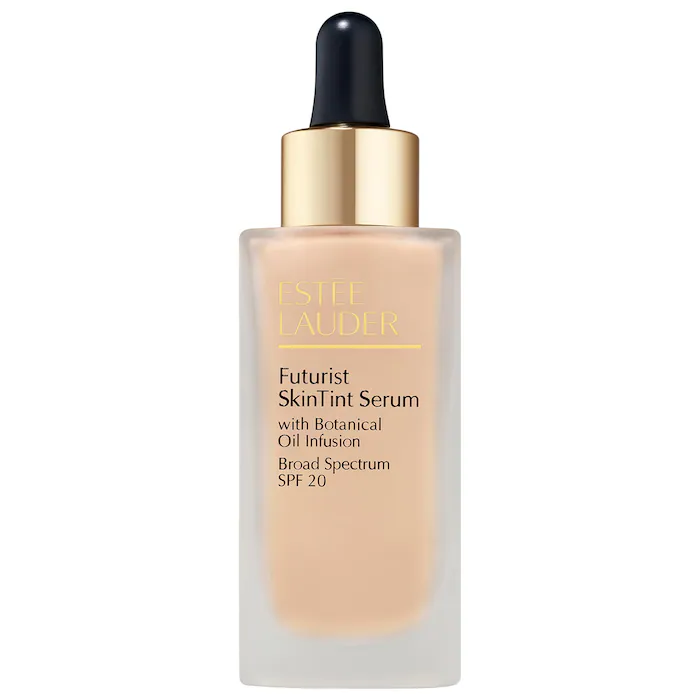 ESTĒE
LAUDER
Futurist
SkinTint Serum
with Botanical
Oil Infusion
Broad Spectrum
SPF 20